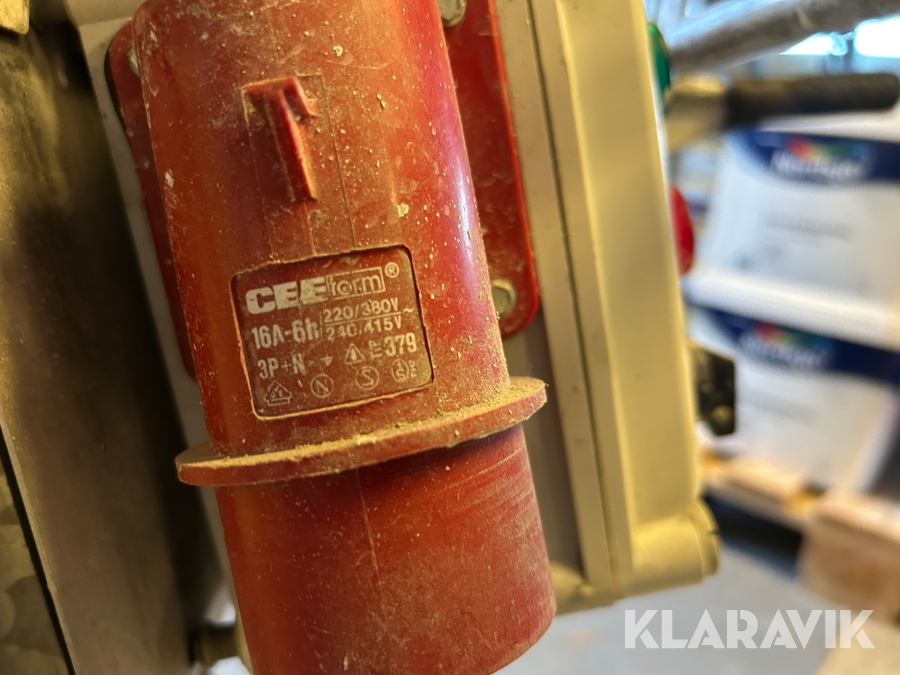 CEEform®
16A-6h 220/380V~
240/415V
3P+N+⏚ 379
N S
KLARAVIK